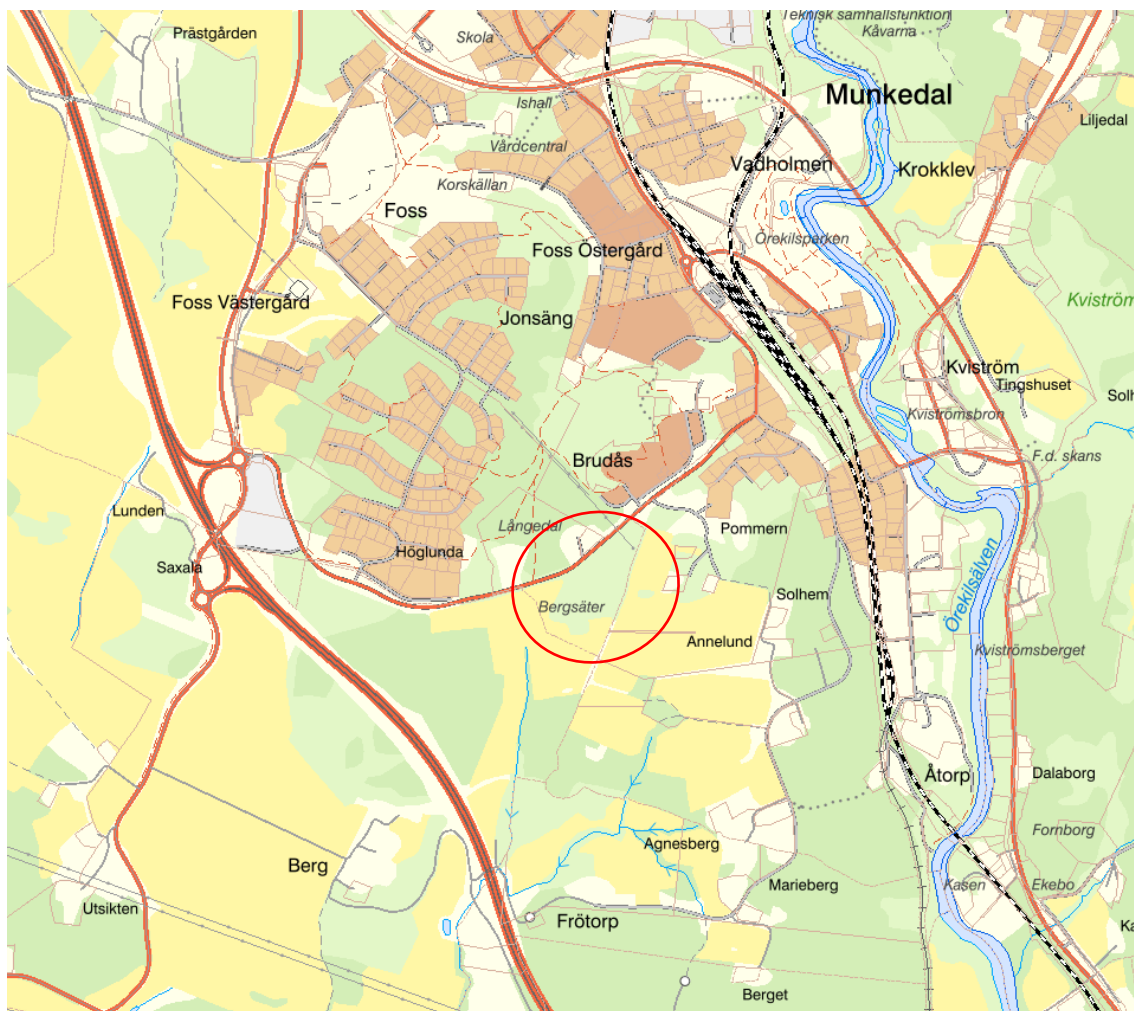 Teknisk samhällsfunktion
Kåvarna
Prästgården
Skola
Munkedal
Ishall
Liljedal
Vårdcentral
Vadholmen
Krokklev
Korskällan
Foss
Örekilsparken
Foss Östergård
Foss Västergård
Kviström
Jonsäng
Kviström
Tingshuset
Solh
Kviströmsbron
Brudås
F.d. skans
Lunden
Långedal
Pommern
Höglunda
Saxala
Örekilsälven
Solhem
Bergsäter
Annelund
Kviströmsberget
Åtorp
Dalaborg
Fornborg
Agnesberg
Berg
Marieberg
Kasen
Ekebo
Utsikten
Frötorp
Ka
Berget